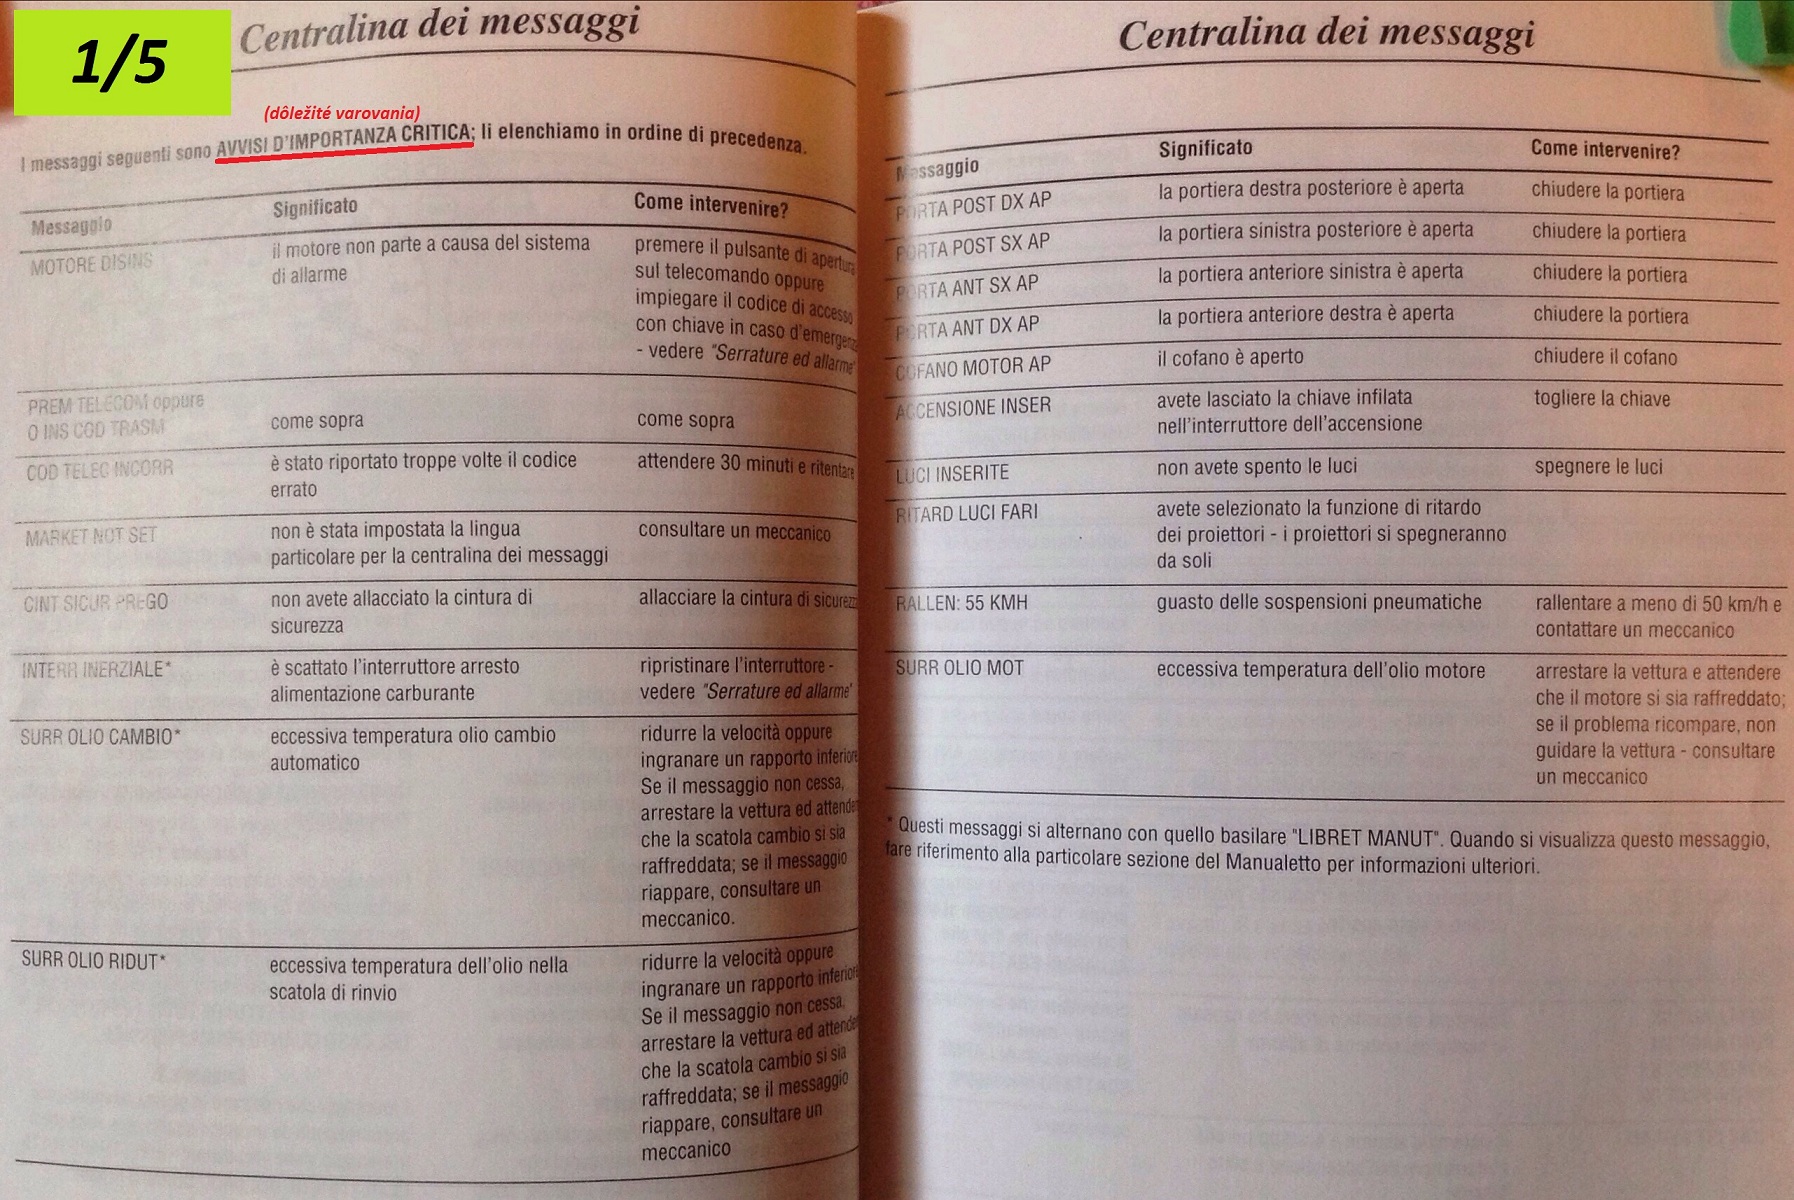 1/5
Centralina dei messaggi
(dôležité varovania)
I messaggi seguenti sono AVVISI D'IMPORTANZA CRITICA; li elenchiamo in ordine di precedenza.
Messaggio Significato Come intervenire?
MOTORE DISINS il motore non parte a causa del sistema premere il pulsante di apertura
di allarme sul telecomando oppure
impiegare il codice di accesso
con chiave in caso d'emergenza
- vedere "Serrature ed allarme"
PREM TELECOM oppure
O INS COD TRASM come sopra come sopra
COD TELEC INCORR è stato riportato troppe volte il codice attendere 30 minuti e ritentare
errato
MARKET NOT SET non è stata impostata la lingua consultare un meccanico
particolare per la centralina dei messaggi
CINT SICUR PREGO non avete allacciato la cintura di allacciare la cintura di sicurezza
sicurezza
INTERR INERZIALE* è scattato l'interruttore arresto ripristinare l'interruttore -
alimentazione carburante vedere "Serrature ed allarme"
SURR OLIO CAMBIO* eccessiva temperatura olio cambio ridurre la velocità oppure
automatico ingranare un rapporto inferiore
Se il messaggio non cessa,
arrestare la vettura ed attender
che la scatola cambio si sia
raffreddata; se il messaggio
riappare, consultare un
meccanico.
SURR OLIO RIDUT* eccessiva temperatura dell'olio nella ridurre la velocità oppure
scatola di rinvio ingranare un rapporto inferiore
Se il messaggio non cessa,
arrestare la vettura ed attender
che la scatola cambio si sia
raffreddata; se il messaggio
riappare, consultare un
meccanico
Centralina dei messaggi
Messaggio Significato Come intervenire?
PORTA POST DX AP la portiera destra posteriore è aperta chiudere la portiera
PORTA POST SX AP la portiera sinistra posteriore è aperta chiudere la portiera
PORTA ANT SX AP la portiera anteriore sinistra è aperta chiudere la portiera
PORTA ANT DX AP la portiera anteriore destra è aperta chiudere la portiera
COFANO MOTOR AP il cofano è aperto chiudere il cofano
ACCENSIONE INSER avete lasciato la chiave infilata togliere la chiave
nell'interruttore dell'accensione
LUCI INSERITE non avete spento le luci spegnere le luci
RITARD LUCI FARI avete selezionato la funzione di ritardo
dei proiettori - i proiettori si spegneranno
da soli
RALLEN: 55 KMH guasto delle sospensioni pneumatiche rallentare a meno di 50 km/h e
contattare un meccanico
SURR OLIO MOT eccessiva temperatura dell'olio motore arrestare la vettura e attendere
che il motore si sia raffreddato;
se il problema ricompare, non
guidare la vettura - consultare
un meccanico
* Questi messaggi si alternano con quello basilare "LIBRET MANUT". Quando si visualizza questo messaggio,
fare riferimento alla particolare sezione del Manualetto per informazioni ulteriori.